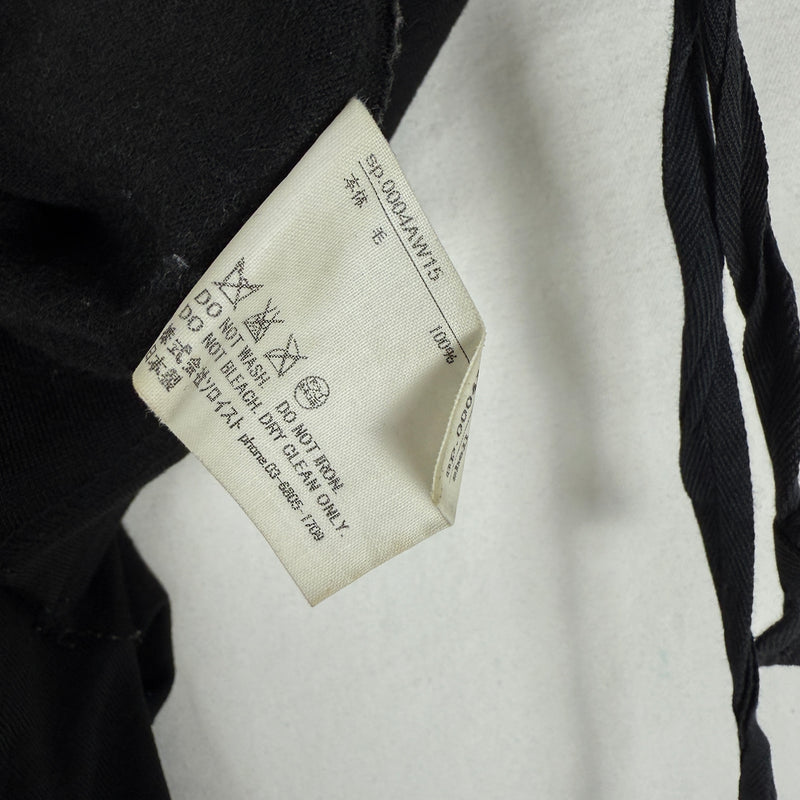 sp.0004AW15
本体 毛 100%
DO NOT WASH. DO NOT IRON.
DO NOT BLEACH. DRY CLEAN ONLY.
株式会社ソロイスト phone.03-6805-1709
日本製